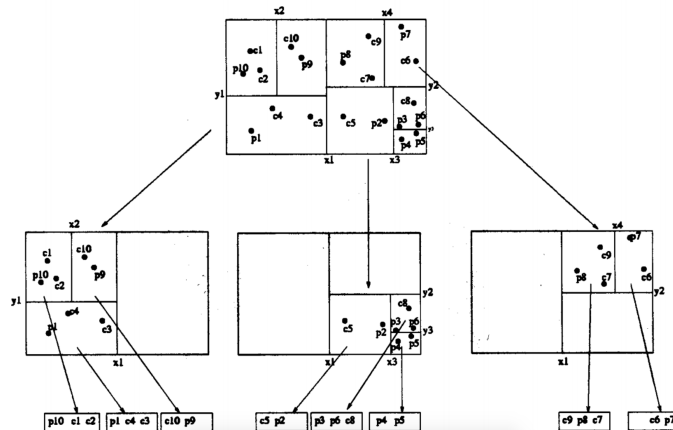 x2 x4
p7
c10 c9
c1
p8 p9 c6
p10 c2 c7
y1 y2
c8
c4 c3 c5 p2 p3 p6
p1
p4 p5
x1 x3
x2 x4
c1 c10 p7
c9
p10 c2 p9 p8 c7 c6
y1 y2 y2
c4 c8
p1 c3 c5 p2 p3 p6 y3
p4 p5
x1 x1 x3 x1
p10 c1 c2 p1 c4 c3 c10 p9 c5 p2 p3 p6 c8 p4 p5 c9 p8 c7 c6 p7